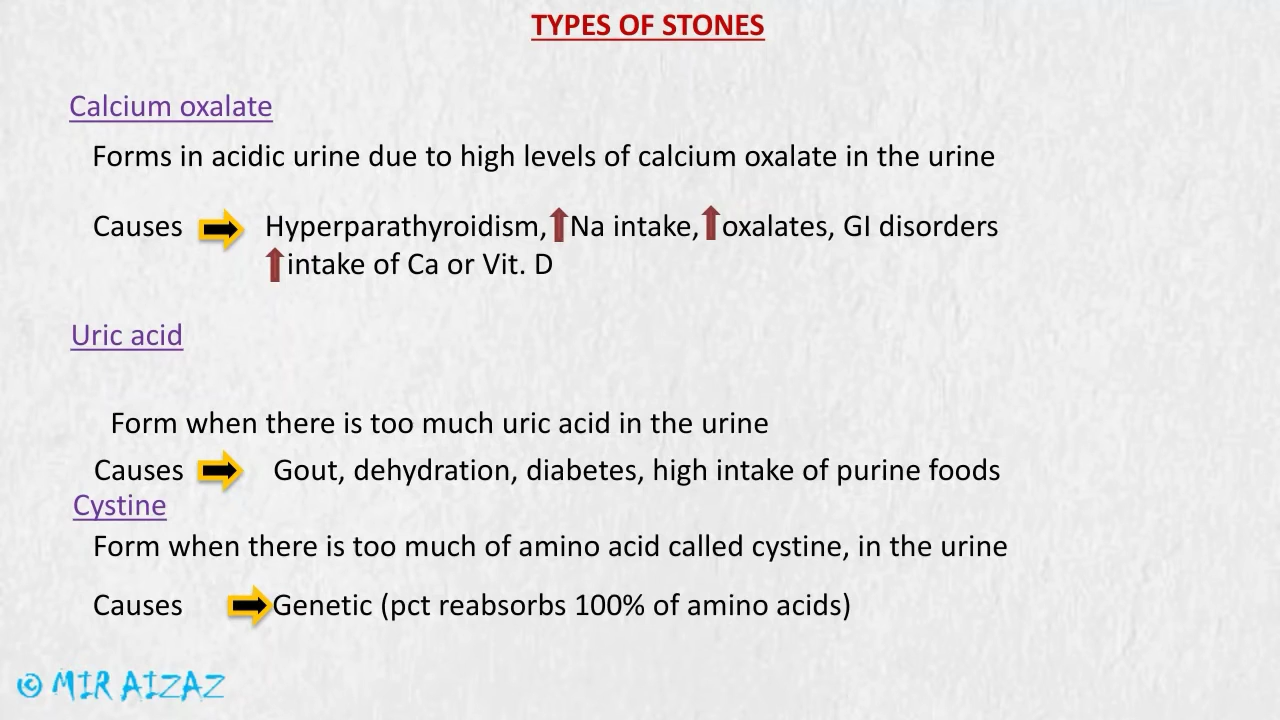 TYPES OF STONES
Calcium oxalate
Forms in acidic urine due to high levels of calcium oxalate in the urine
Causes Hyperparathyroidism, Na intake, oxalates, GI disorders
intake of Ca or Vit. D
Uric acid
Form when there is too much uric acid in the urine
Causes Gout, dehydration, diabetes, high intake of purine foods
Cystine
Form when there is too much of amino acid called cystine, in the urine
Causes Genetic (pct reabsorbs 100% of amino acids)
© MIR AIZAZ